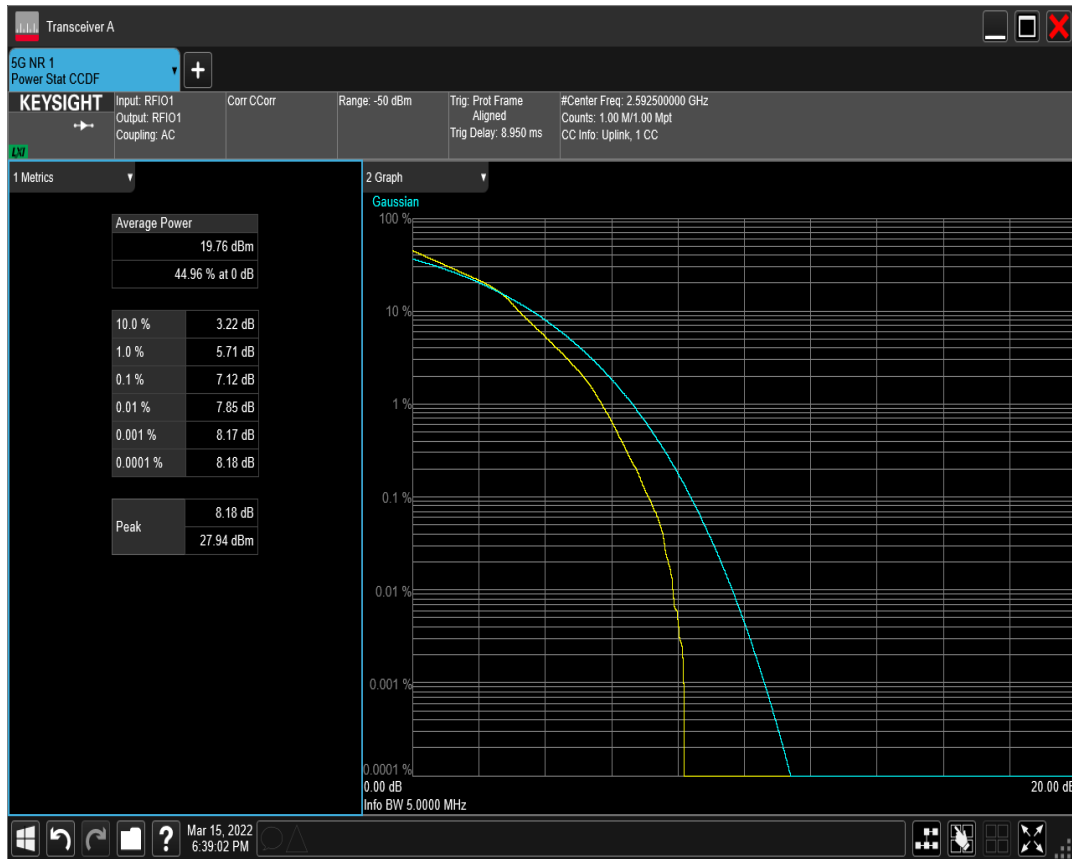 Transceiver A
5G NR 1
Power Stat CCDF
+
KEYSIGHT
LXI
Input: RFIO1
Output: RFIO1
Coupling: AC
Corr CCorr
Range: -50 dBm
Trig: Prot Frame
Aligned
Trig Delay: 8.950 ms
#Center Freq: 2.592500000 GHz
Counts: 1.00 M/1.00 Mpt
CC Info: Uplink, 1 CC
1 Metrics
Average Power
19.76 dBm
44.96 % at 0 dB
10.0 % 3.22 dB
1.0 % 5.71 dB
0.1 % 7.12 dB
0.01 % 7.85 dB
0.001 % 8.17 dB
0.0001 % 8.18 dB
Peak 8.18 dB
27.94 dBm
2 Graph
Gaussian
100 %
10 %
1 %
0.1 %
0.01 %
0.001 %
0.0001 %
0.00 dB 20.00 dB
Info BW 5.0000 MHz
?
Mar 15, 2022
6:39:02 PM